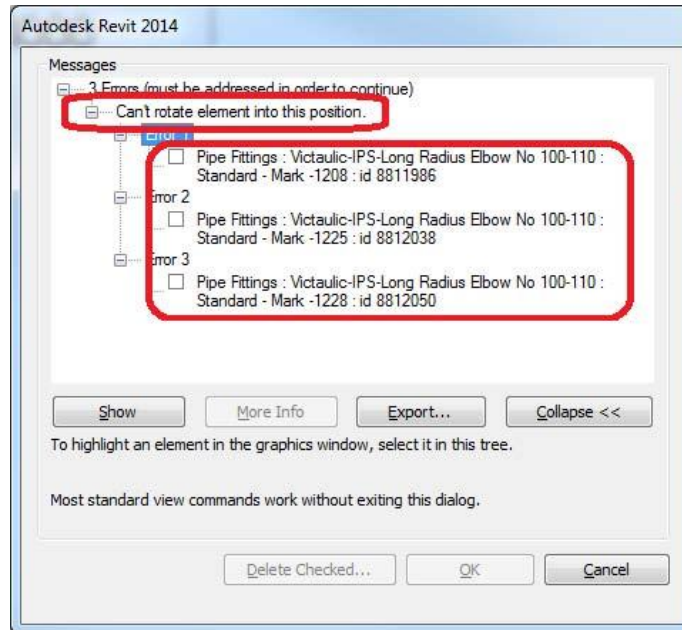 Autodesk Revit 2014
Messages
3 Errors (must be addressed in order to continue)
Can't rotate element into this position.
Error 1
Pipe Fittings : Victaulic-IPS-Long Radius Elbow No 100-110 :
Standard - Mark -1208 : id 8811986
Error 2
Pipe Fittings : Victaulic-IPS-Long Radius Elbow No 100-110 :
Standard - Mark -1225 : id 8812038
Error 3
Pipe Fittings : Victaulic-IPS-Long Radius Elbow No 100-110 :
Standard - Mark -1228 : id 8812050
Show More Info Export... Collapse <<
To highlight an element in the graphics window, select it in this tree.
Most standard view commands work without exiting this dialog.
Delete Checked... OK Cancel